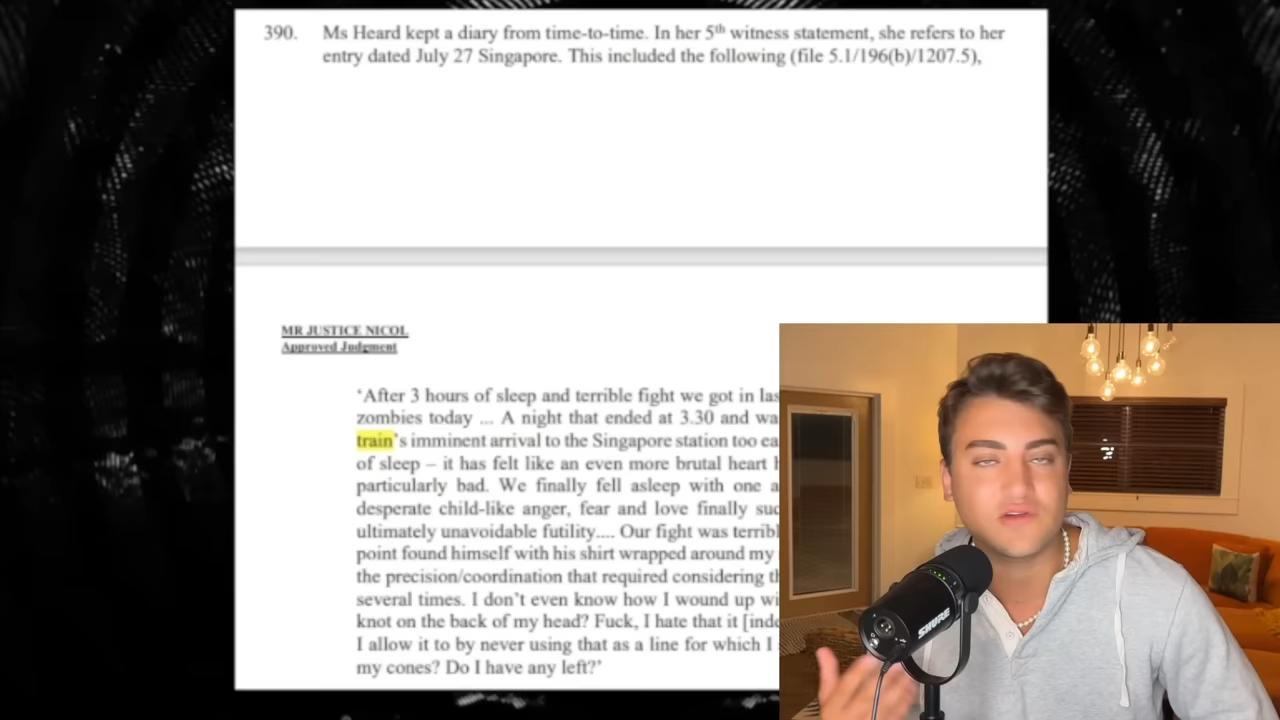 390. Ms Heard kept a diary from time-to-time. In her 5th witness statement, she refers to her
entry dated July 27 Singapore. This included the following (file 5.1/196(b)/1207.5),
MR JUSTICE NICOL
Approved Judgment
‘After 3 hours of sleep and terrible fight we got in las
zombies today ... A night that ended at 3.30 and wa
train’s imminent arrival to the Singapore station too ea
of sleep – it has felt like an even more brutal heart h
particularly bad. We finally fell asleep with one a
desperate child-like anger, fear and love finally suc
ultimately unavoidable futility.... Our fight was terribl
point found himself with his shirt wrapped around my
the precision/coordination that required considering th
several times. I don’t even know how I wound up wi
knot on the back of my head? Fuck, I hate that it [inde
I allow it to by never using that as a line for which I
my cones? Do I have any left?’
SHURE